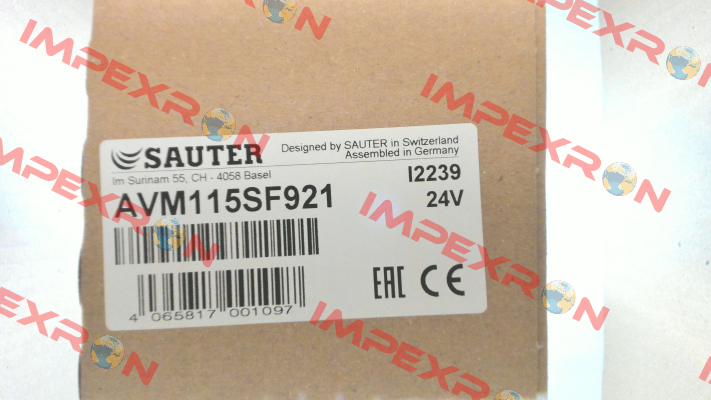 SAUTER
Designed by SAUTER in Switzerland
Assembled in Germany
Im Surinam 55, CH - 4058 Basel
I2239
AVM115SF921
24V
EAC CE
4 065817 001097
IMPEXRON
IMPEXRON
IMPEXRON
IMPEXRON
IMPEXRON
IMPEXRON
IMPEXRON